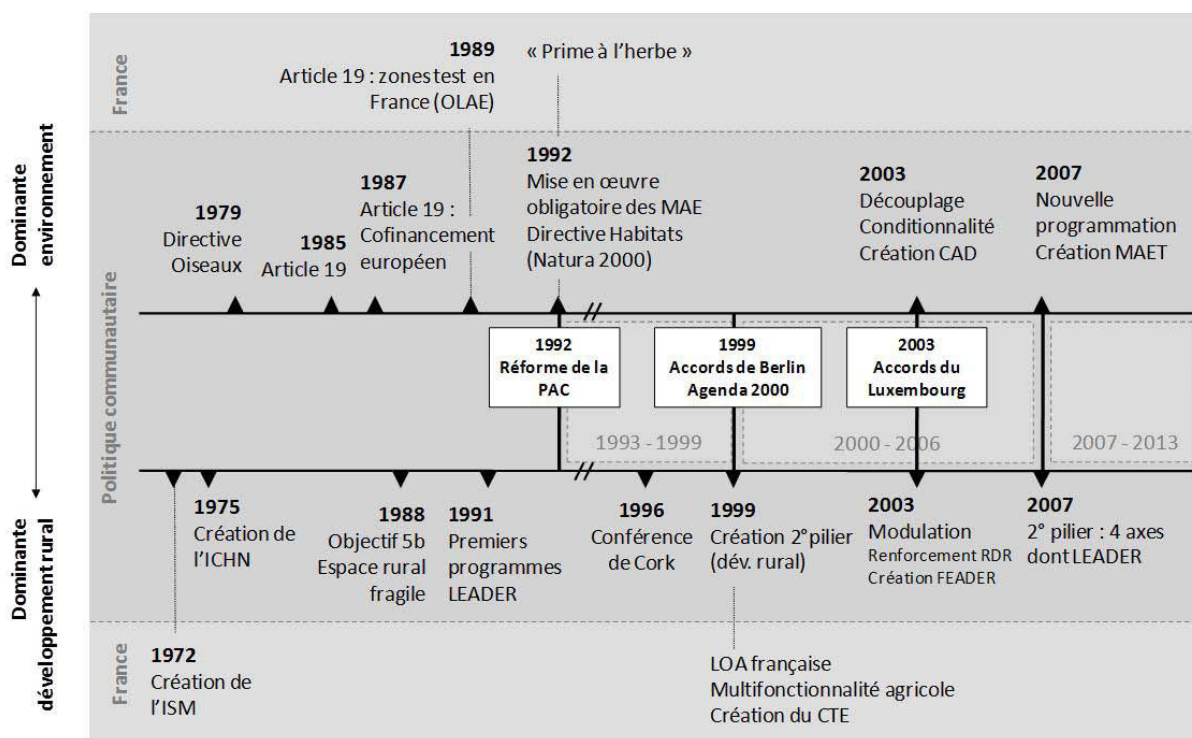 Dominante
environnement
Dominante
développement rural
France
Politique communautaire
France
1989
Article 19 : zones test en
France (OLAE)
« Prime à l'herbe »
1979
Directive
Oiseaux
1985
Article 19
1987
Article 19 :
Cofinancement
européen
1992
Mise en œuvre
obligatoire des MAE
Directive Habitats
(Natura 2000)
2003
Découplage
Conditionnalité
Création CAD
2007
Nouvelle
programmation
Création MAET
1992
Réforme de la
PAC
1999
Accords de Berlin
Agenda 2000
2003
Accords du
Luxembourg
1993 - 1999
2000 - 2006
2007 - 2013
1975
Création de
l'ICHN
1988
Objectif 5b
Espace rural
fragile
1991
Premiers
programmes
LEADER
1996
Conférence
de Cork
1999
Création 2°pilier
(dév. rural)
2003
Modulation
Renforcement RDR
Création FEADER
2007
2° pilier : 4 axes
dont LEADER
1972
Création de
l'ISM
LOA française
Multifonctionnalité agricole
Création du CTE